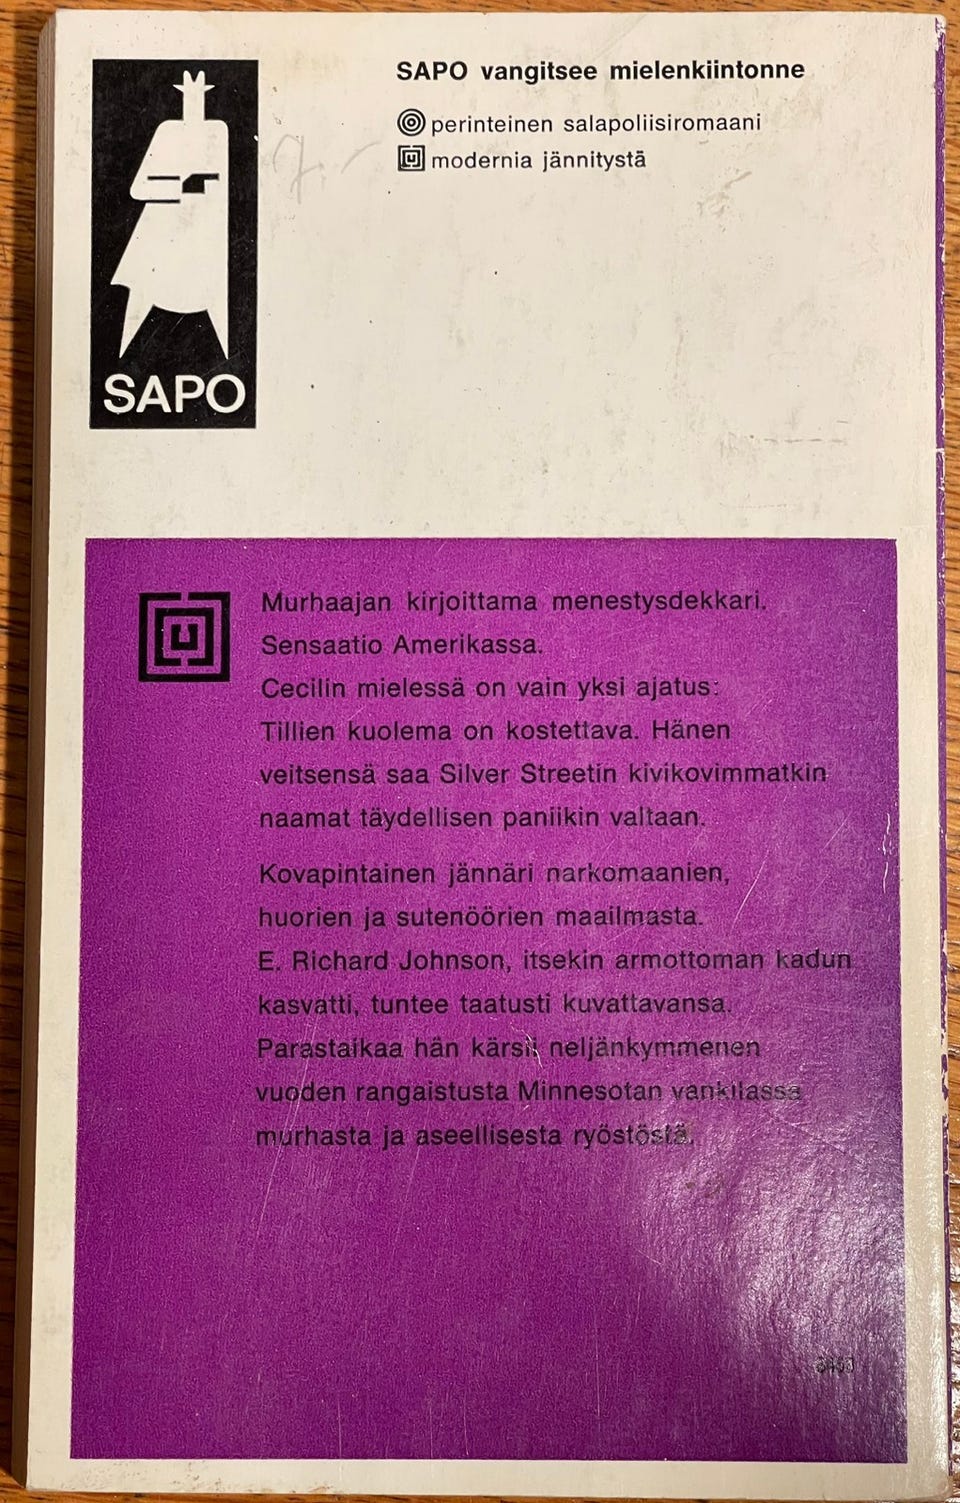 SAPO vangitsee mielenkiintonne
perinteinen salapoliisiromaani
modernia jännitystä
SAPO
Murhaajan kirjoittama menestysdekkari.
Sensaatio Amerikassa.
Cecilin mielessä on vain yksi ajatus:
Tillien kuolema on kostettava. Hänen
veitsensä saa Silver Streetin kivikovimmatkin
naamat täydellisen paniikin valtaan.
Kovapintainen jännäri narkomaanien,
huorien ja sutenöörien maailmasta.
E. Richard Johnson, itsekin armottoman kadun
kasvatti, tuntee taatusti kuvattavansa.
Parastaikaa hän kärsii neljänkymmenen
vuoden rangaistusta Minnesotan vankilassa
murhasta ja aseellisesta ryöstöstä.